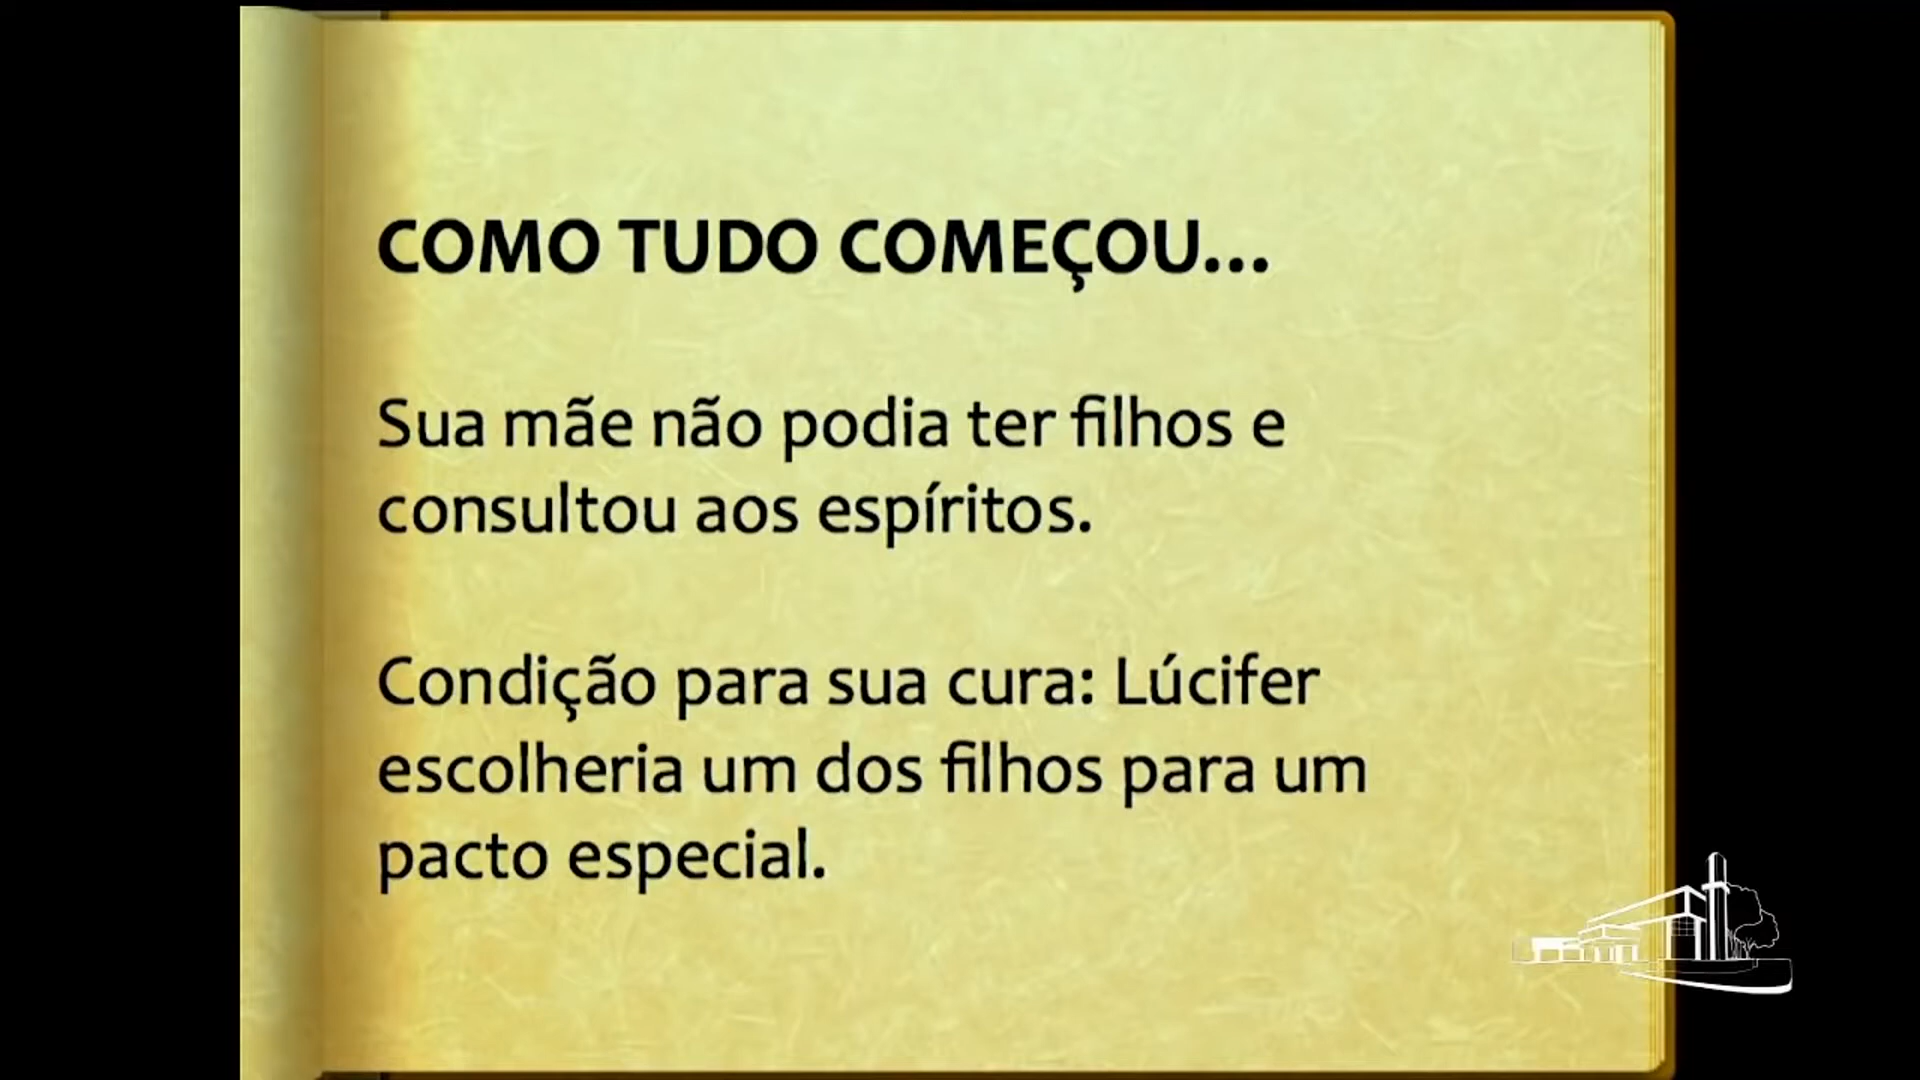 COMO TUDO COMEÇOU...
Sua mãe não podia ter filhos e
consultou aos espíritos.
Condição para sua cura: Lúcifer
escolheria um dos filhos para um
pacto especial.